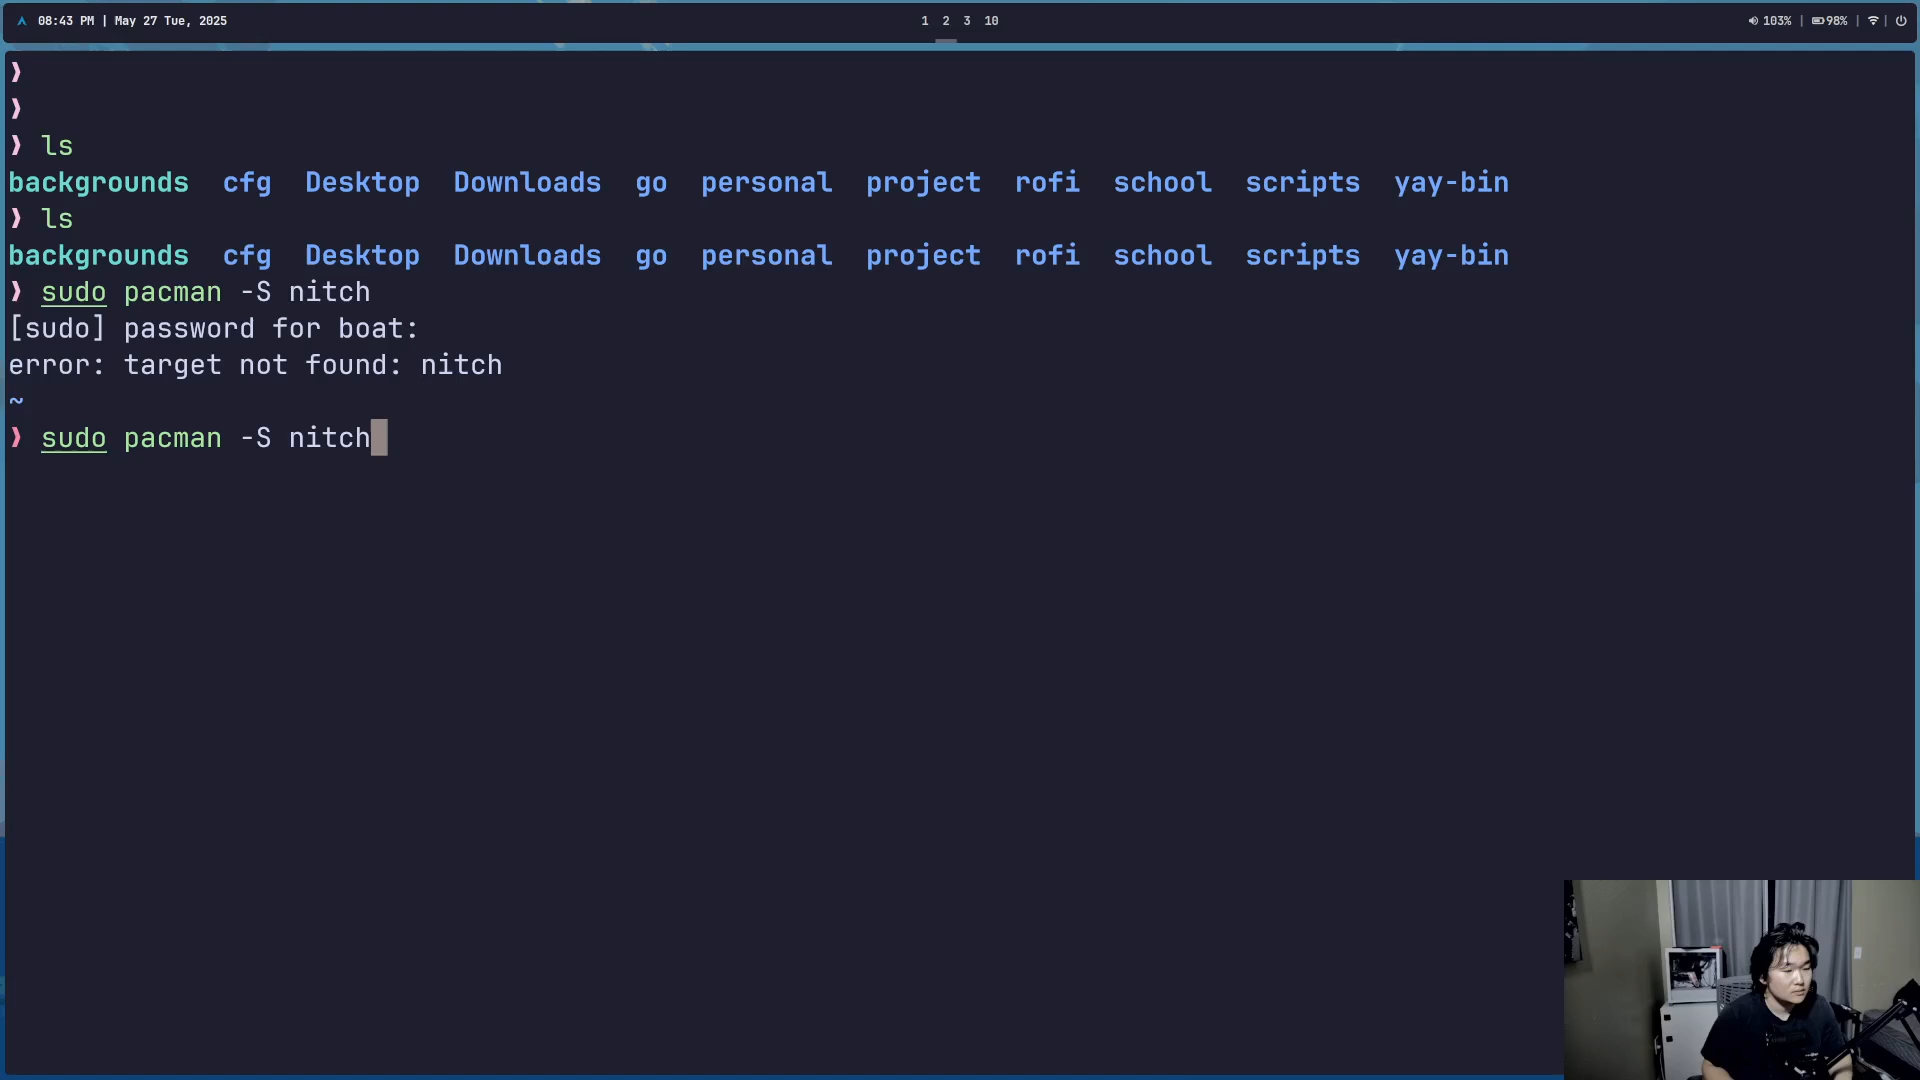 08:43 PM | May 27 Tue, 2025 1 2 3 10 103% | 98% | |
❫
❫
❫ ls
backgrounds cfg Desktop Downloads go personal project rofi school scripts yay-bin
❫ ls
backgrounds cfg Desktop Downloads go personal project rofi school scripts yay-bin
❫ sudo pacman -S nitch
[sudo] password for boat:
error: target not found: nitch
~
❫ sudo pacman -S nitch